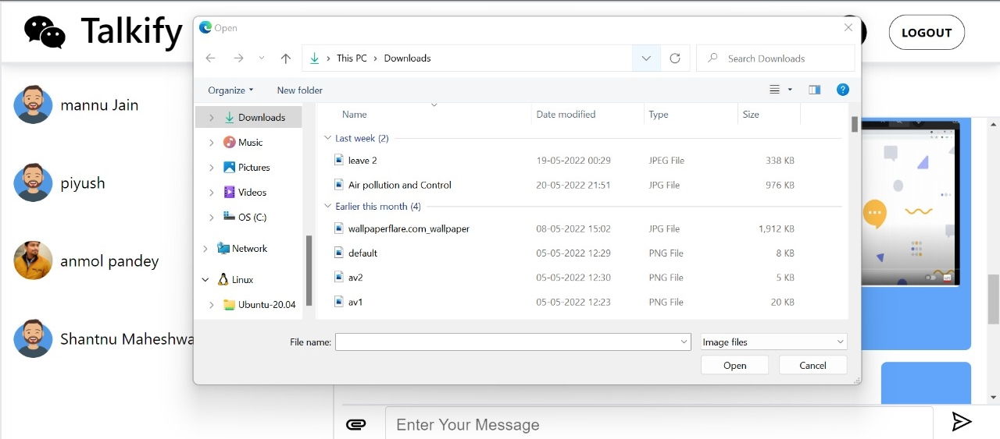 Talkify
LOGOUT
mannu Jain
piyush
anmol pandey
Shantnu Maheshwa
Open
This PC > Downloads
Search Downloads
Organize
New folder
Downloads
Music
Pictures
Videos
OS (C:)
Network
Linux
Ubuntu-20.04
Name Date modified Type Size
Last week (2)
leave 2 19-05-2022 00:29 JPEG File 338 KB
Air pollution and Control 20-05-2022 21:51 JPG File 976 KB
Earlier this month (4)
wallpaperflare.com_wallpaper 08-05-2022 15:02 JPG File 1,912 KB
default 05-05-2022 12:29 PNG File 8 KB
av2 05-05-2022 12:30 PNG File 5 KB
av1 05-05-2022 12:23 PNG File 20 KB
File name:
Image files
Open
Cancel
Enter Your Message